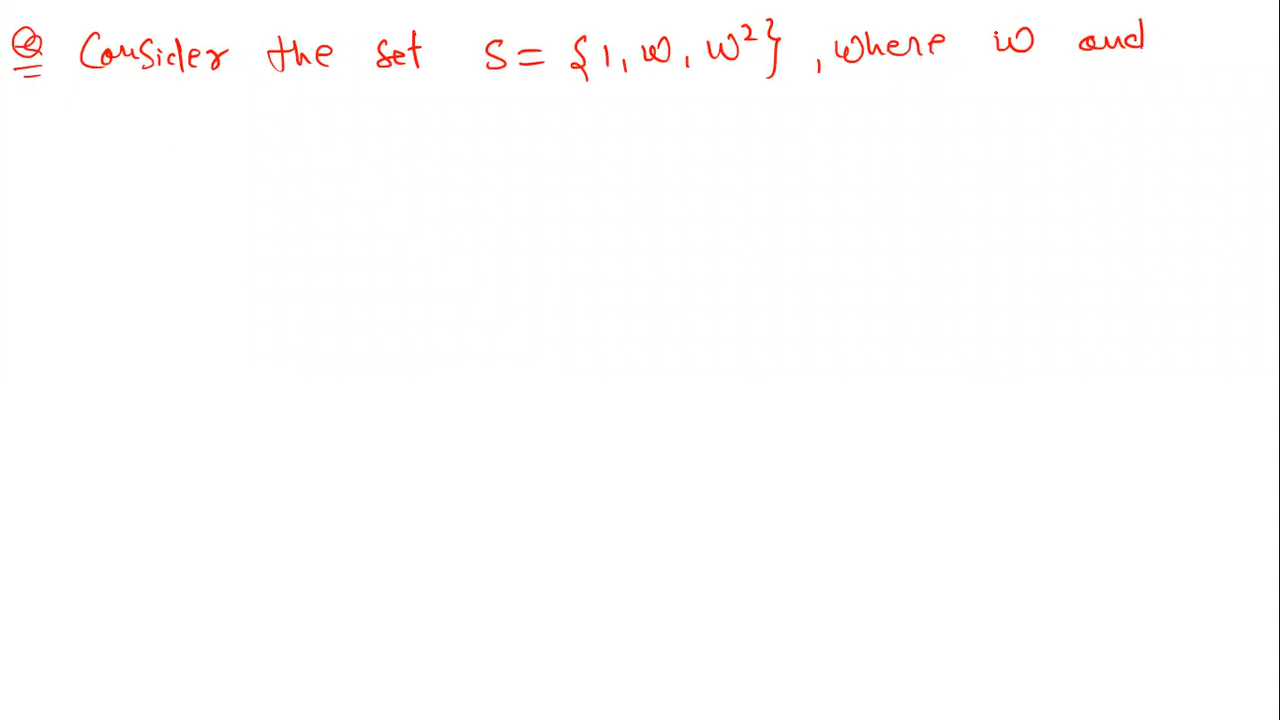 Q Consider the set S = {1, ω, ω²}, where ω and